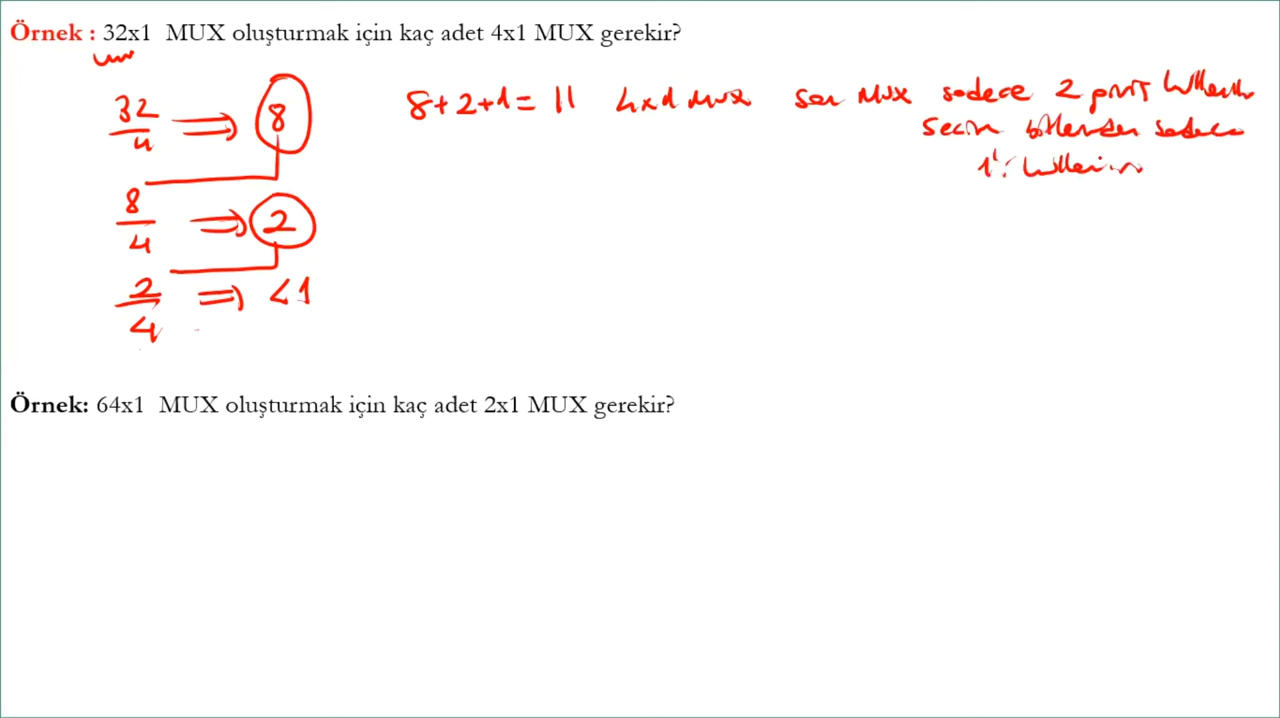 Örnek : 32x1 MUX oluşturmak için kaç adet 4x1 MUX gerekir?
32/4 ⇒ 8
8+2+1= 11 4x1 MUX son MUX sadece 2 giriş kullanılır
seçim bitlerinden sadece
1'i kullanılır
8/4 ⇒ 2
2/4 ⇒ <1
Örnek: 64x1 MUX oluşturmak için kaç adet 2x1 MUX gerekir?